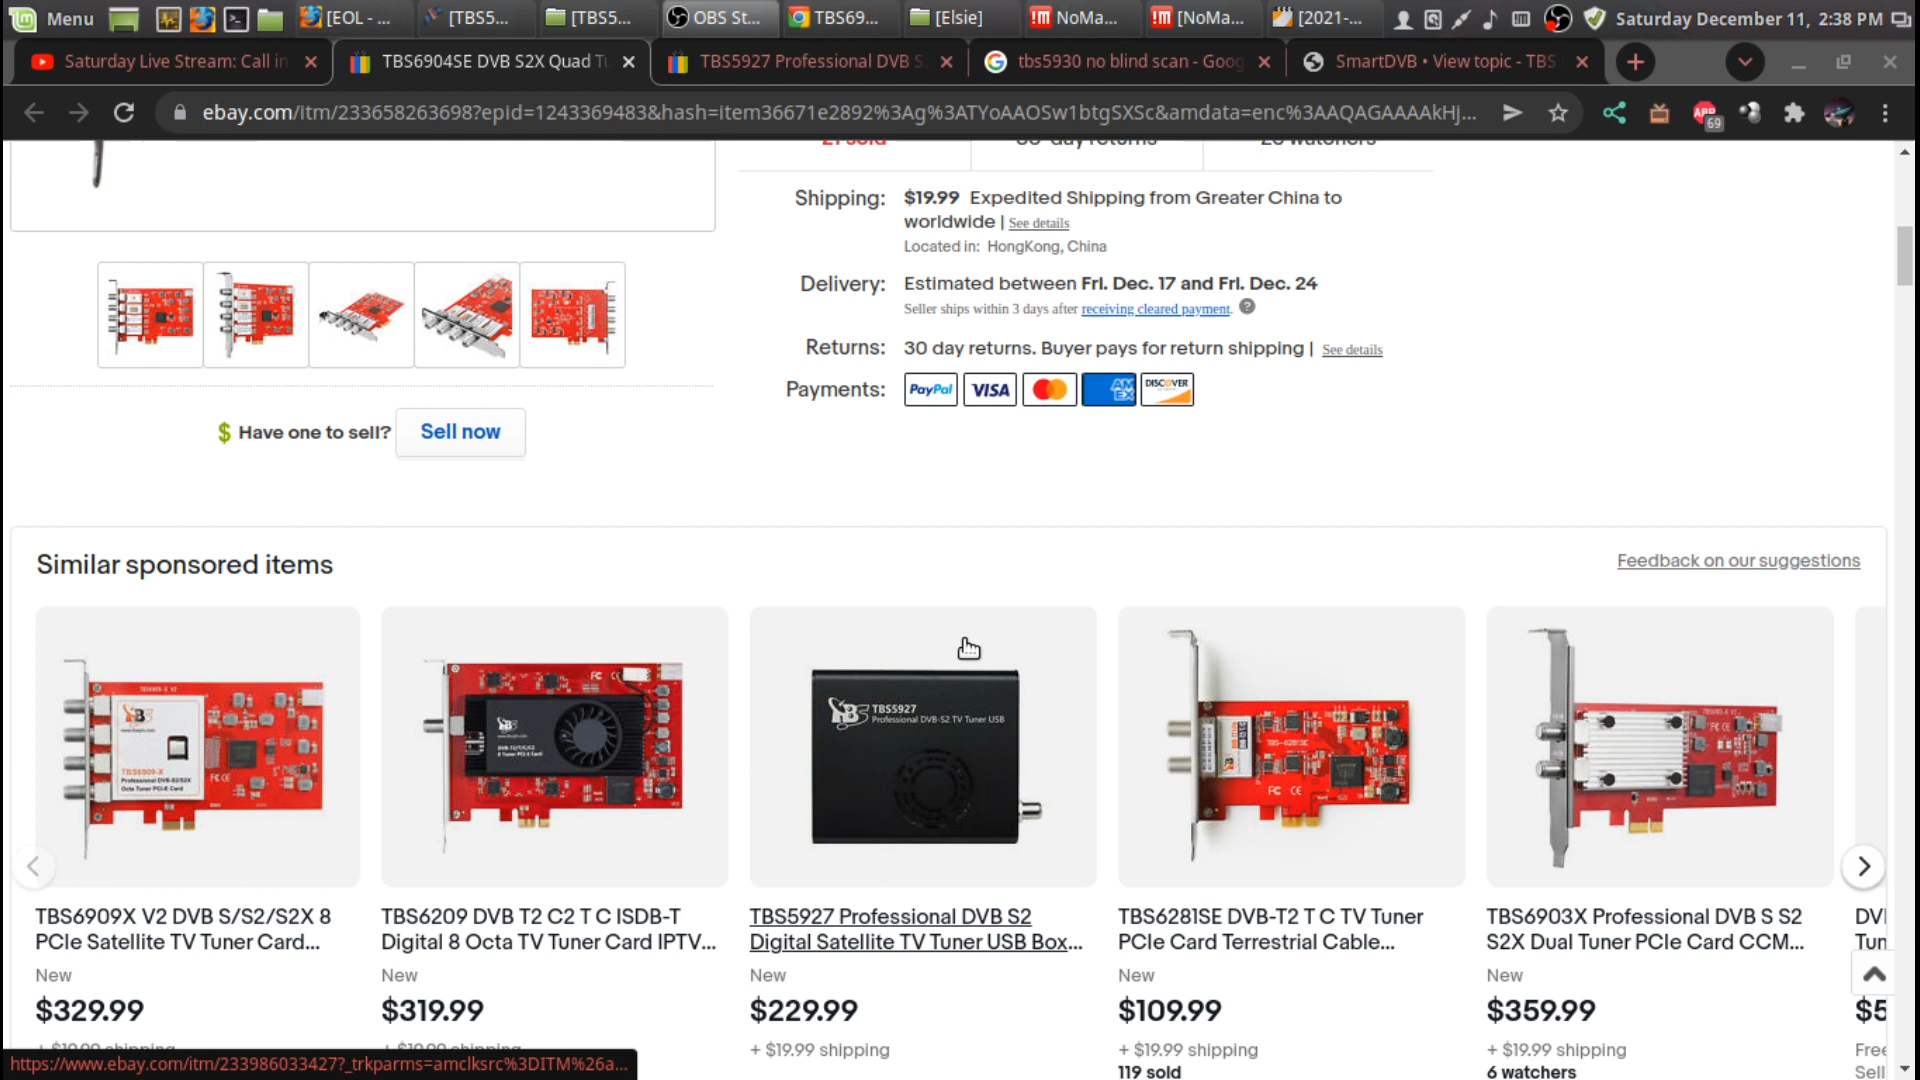 Menu
[EOL - ...
[TBS5...
[TBS5...
OBS St...
TBS69...
[Elsie]
NoMa...
[NoMa...
[2021-...
Saturday December 11, 2:38 PM
Saturday Live Stream: Call in
TBS6904SE DVB S2X Quad Tu
TBS5927 Professional DVB S
tbs5930 no blind scan - Goog
SmartDVB • View topic - TBS
ebay.com/itm/233658263698?epid=1243369483&hash=item36671e2892%3Ag%3ATYoAAOSw1btgSXSc&amdata=enc%3AAQAGAAAAkHj...
ABP
69
21 sold
30-day returns
28 watchers
Shipping: $19.99 Expedited Shipping from Greater China to
worldwide | See details
Located in: HongKong, China
Delivery: Estimated between Fri. Dec. 17 and Fri. Dec. 24
Seller ships within 3 days after receiving cleared payment. ?
Returns: 30 day returns. Buyer pays for return shipping | See details
Payments: PayPal VISA AMEX DISCOVER
$ Have one to sell? Sell now
Similar sponsored items
Feedback on our suggestions
TBS5927
Professional DVB-S2 TV Tuner USB
TBS6909-X
Professional DVB-S2/S2X
Octa Tuner PCI-E Card
TBS6909X V2 DVB S/S2/S2X 8
PCIe Satellite TV Tuner Card...
New
$329.99
+ $19.99 shipping
TBS6209 DVB T2 C2 T C ISDB-T
Digital 8 Octa TV Tuner Card IPTV...
New
$319.99
+ $19.99 shipping
TBS5927 Professional DVB S2
Digital Satellite TV Tuner USB Box...
New
$229.99
+ $19.99 shipping
TBS6281SE DVB-T2 T C TV Tuner
PCIe Card Terrestrial Cable...
New
$109.99
+ $19.99 shipping
119 sold
TBS6903X Professional DVB S S2
S2X Dual Tuner PCIe Card CCM...
New
$359.99
+ $19.99 shipping
6 watchers
DVI
Tun
$5
Free
Sell
https://www.ebay.com/itm/233986033427?_trkparms=amclksrc%3DITM%26a...